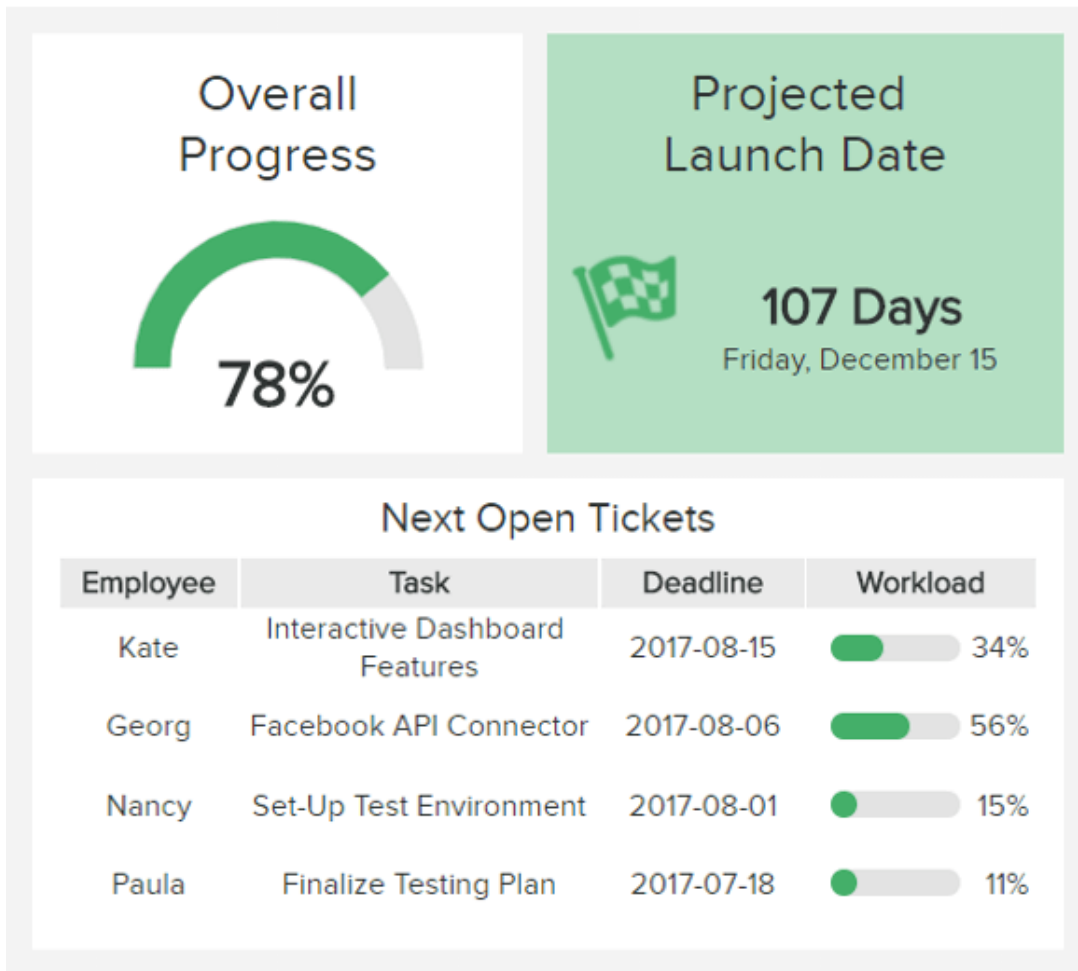 Overall
Progress
78%
Projected
Launch Date
107 Days
Friday, December 15
Next Open Tickets
Employee Task Deadline Workload
Kate Interactive Dashboard Features 2017-08-15 34%
Georg Facebook API Connector 2017-08-06 56%
Nancy Set-Up Test Environment 2017-08-01 15%
Paula Finalize Testing Plan 2017-07-18 11%